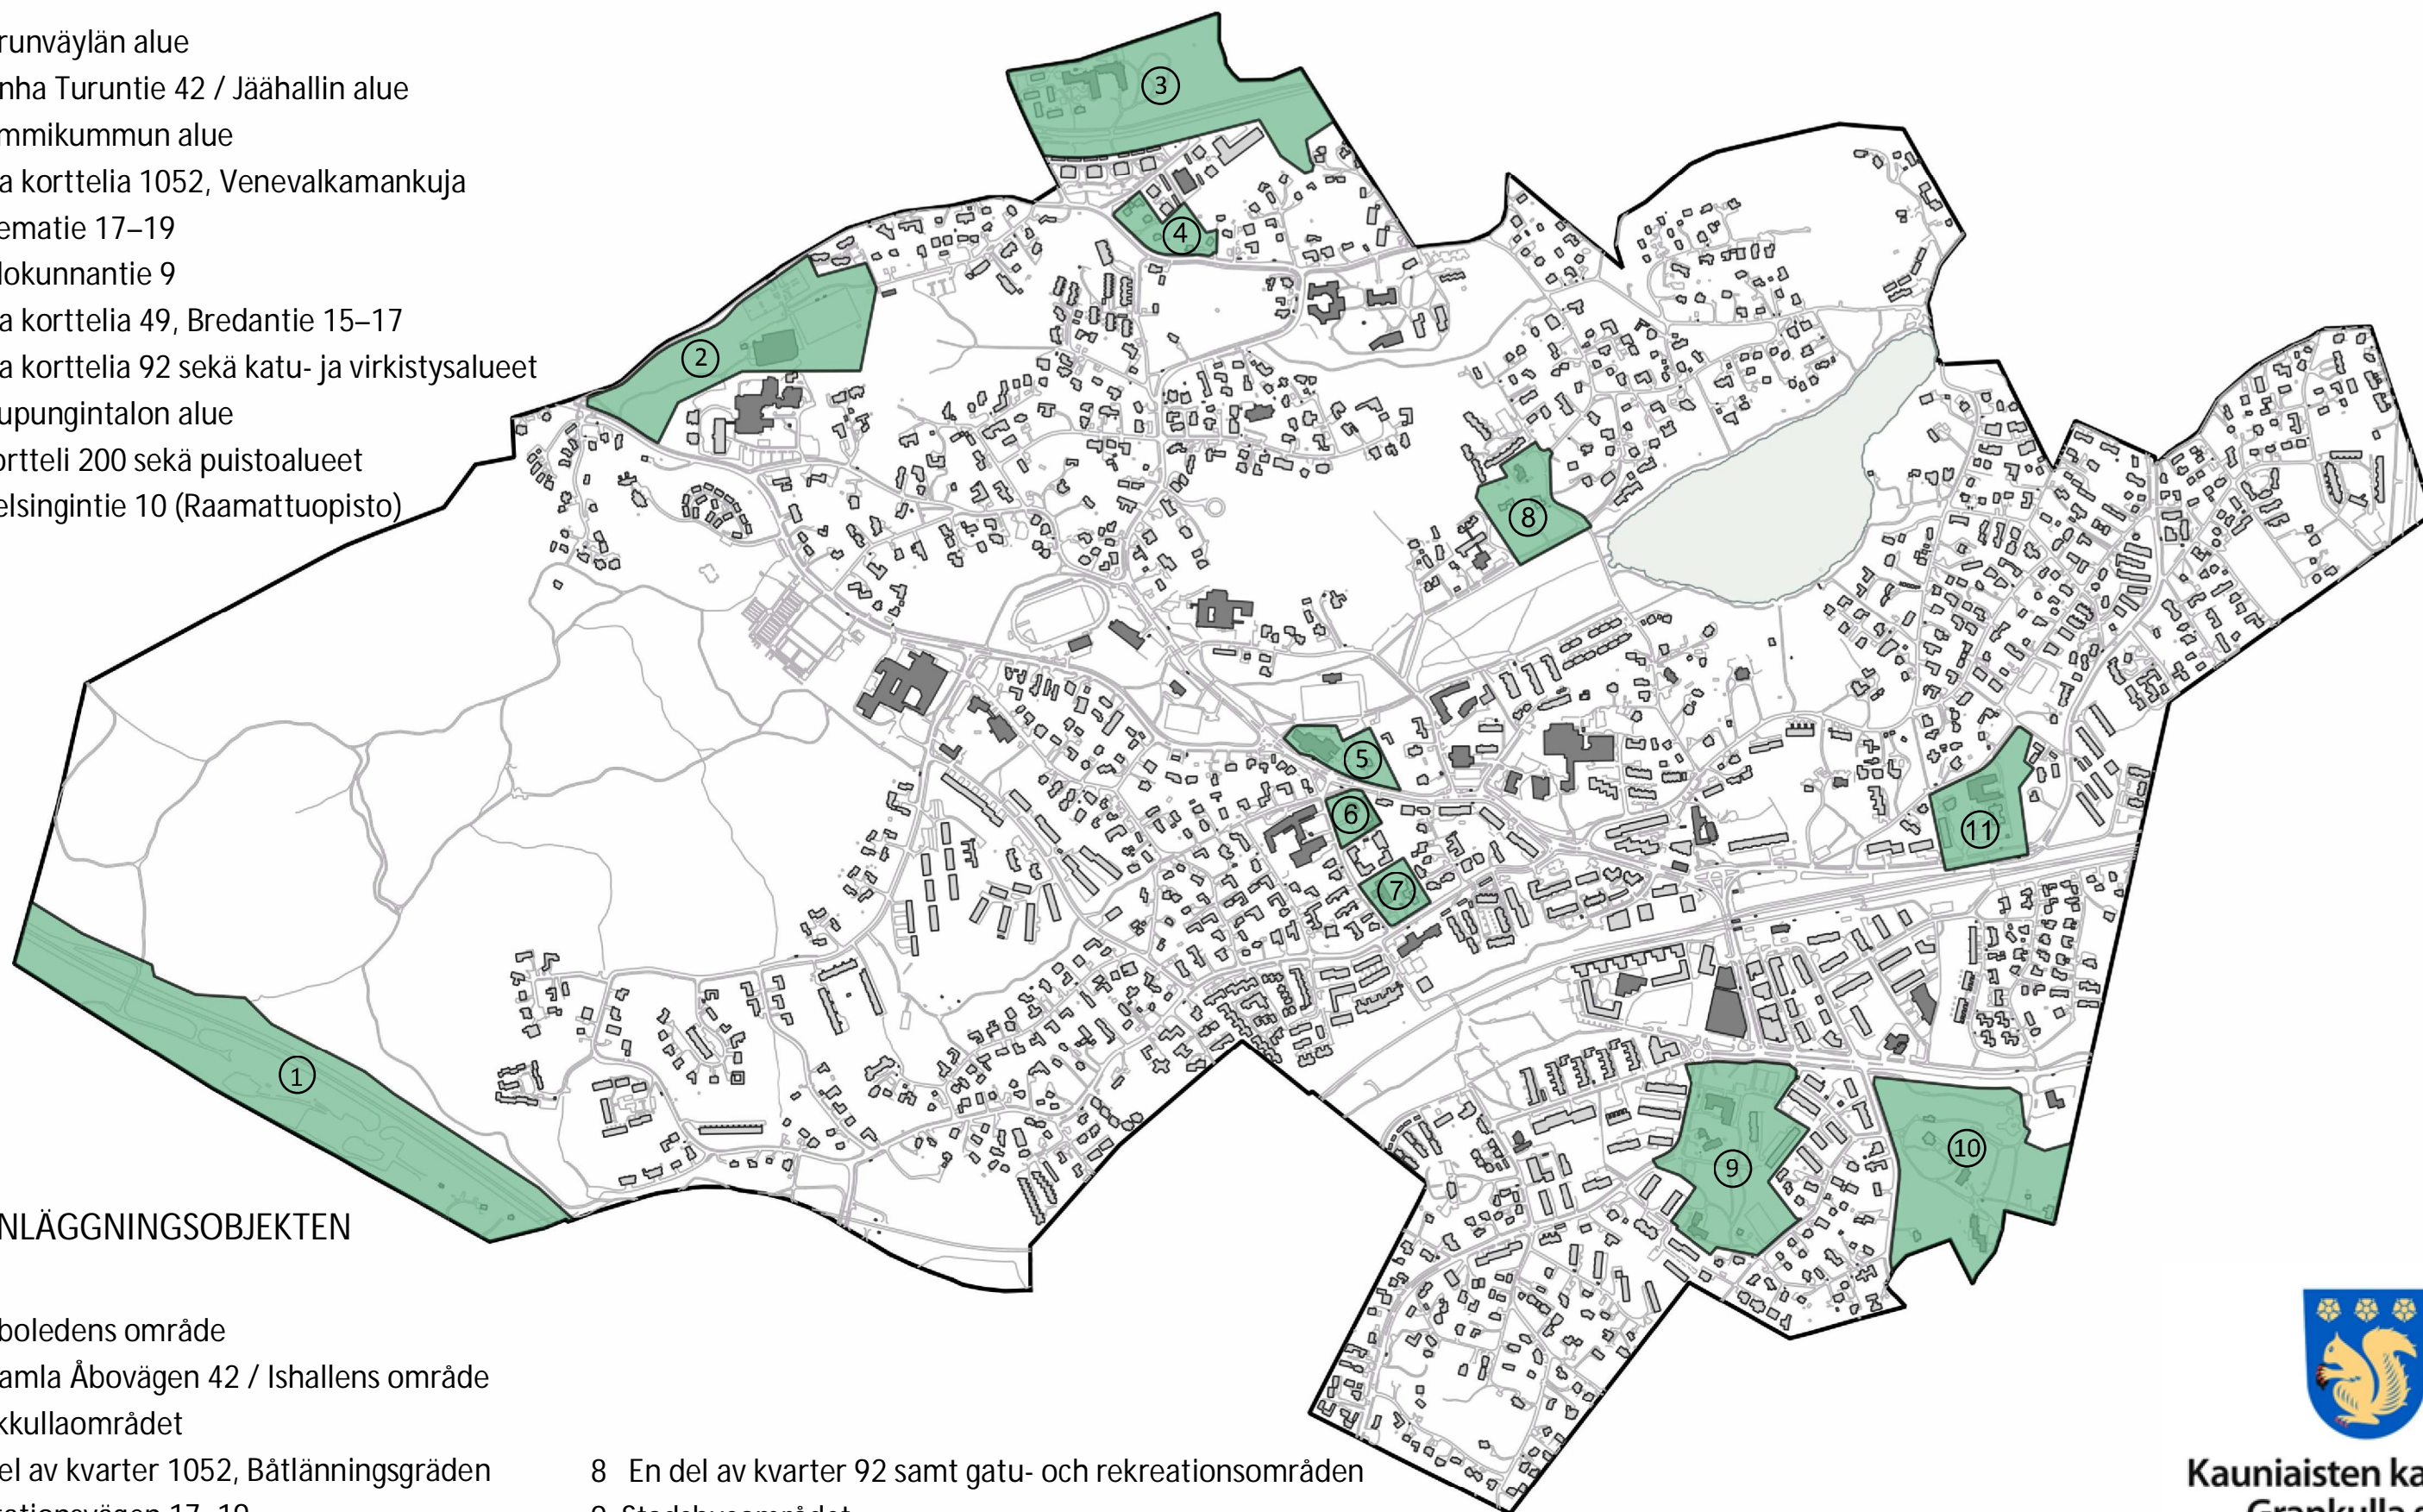 runväylän alue
nha Turuntie 42 / Jäähallin alue
mmikummun alue
a korttelia 1052, Venevalkamankuja
ematie 17–19
lokunnantie 9
a korttelia 49, Bredantie 15–17
a korttelia 92 sekä katu- ja virkistysalueet
upungintalon alue
ortteli 200 sekä puistoalueet
elsingintie 10 (Raamattuopisto)
3
4
2
8
5
6
11
7
1
10
9
NLÄGGNINGSOBJEKTEN
boledens område
amla Åbovägen 42 / Ishallens område
kkullaområdet
el av kvarter 1052, Båtlänningsgräden
8 En del av kvarter 92 samt gatu- och rekreationsområden
Kauniaisten ka